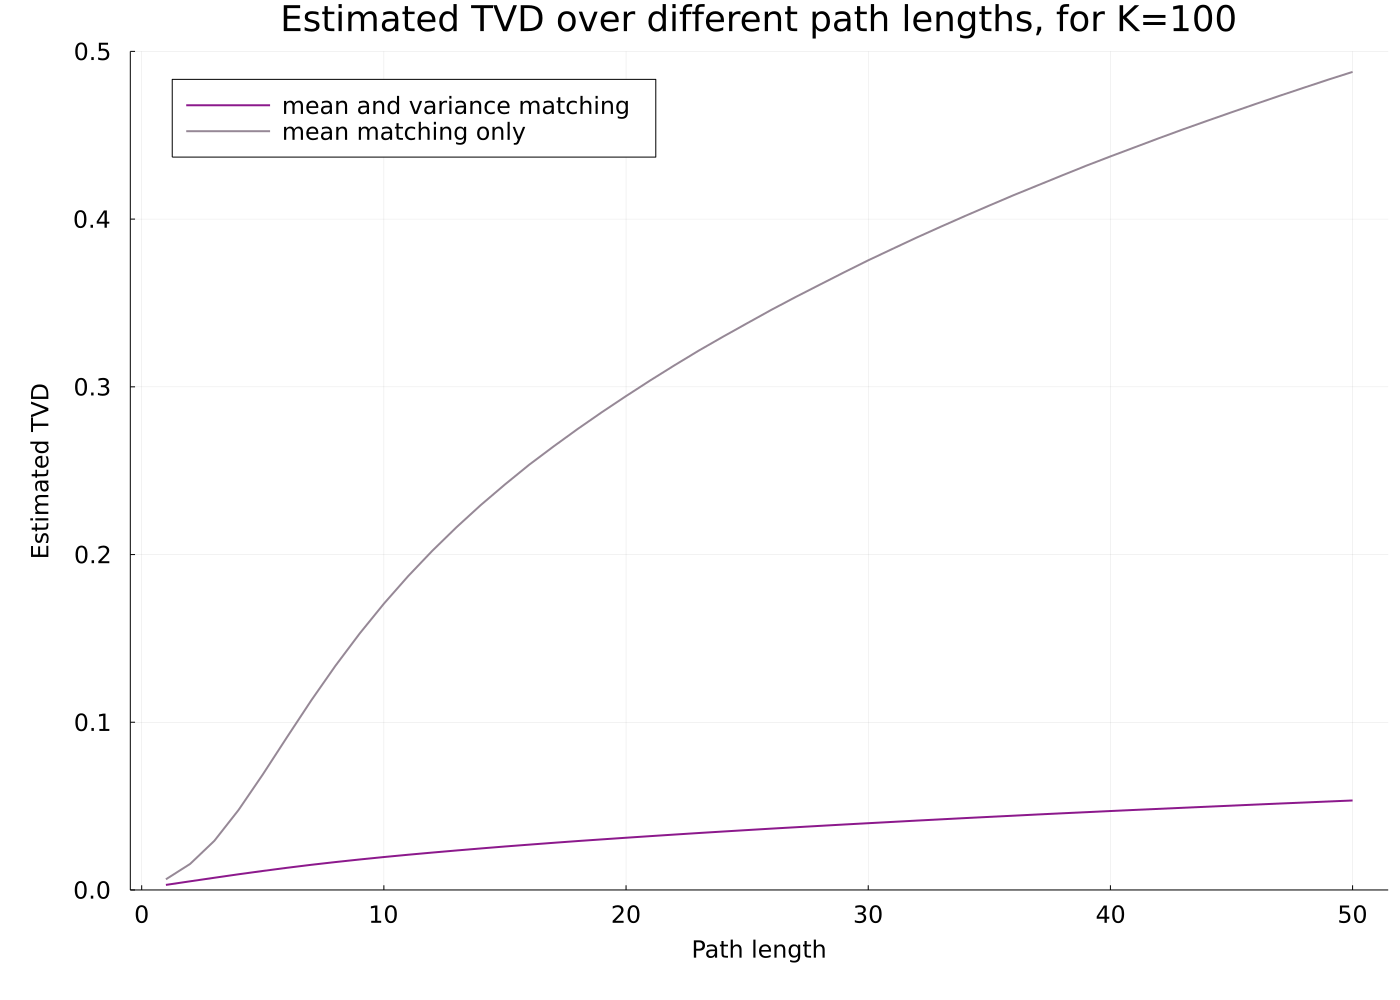 Estimated TVD over different path lengths, for K=100
mean and variance matching
mean matching only
0.5
0.4
0.3
0.2
0.1
0.0
Estimated TVD
0 10 20 30 40 50
Path length